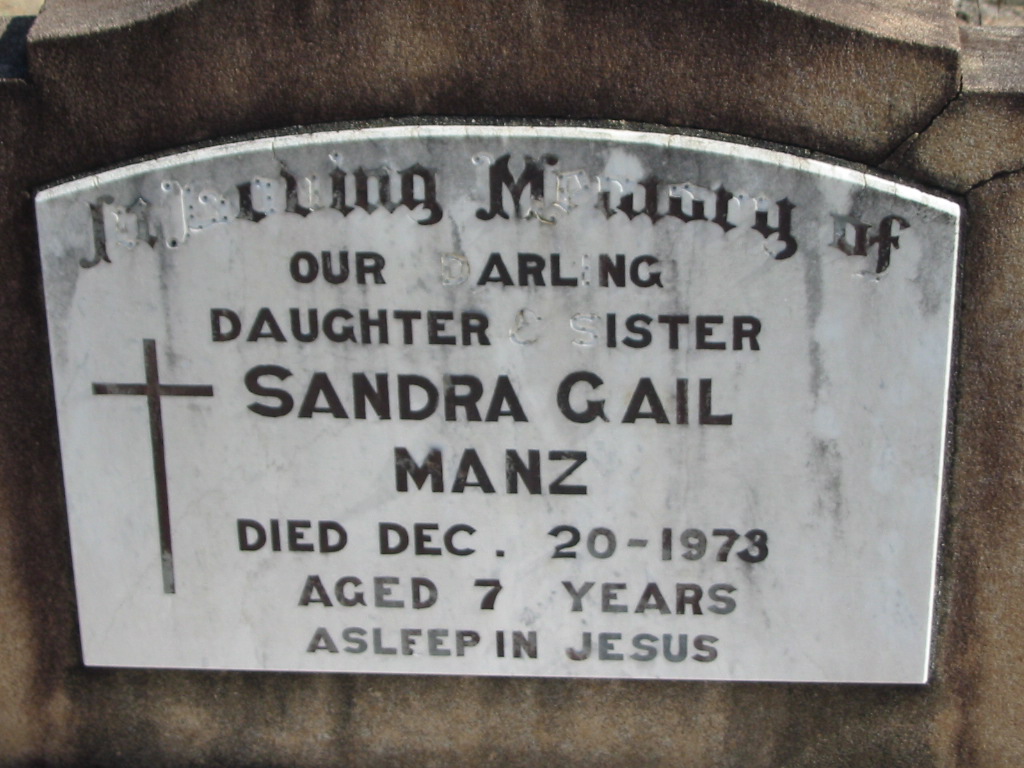 In Loving Memory of
OUR DARLING
DAUGHTER & SISTER
SANDRA GAIL
MANZ
DIED DEC. 20-1973
AGED 7 YEARS
ASLEEP IN JESUS